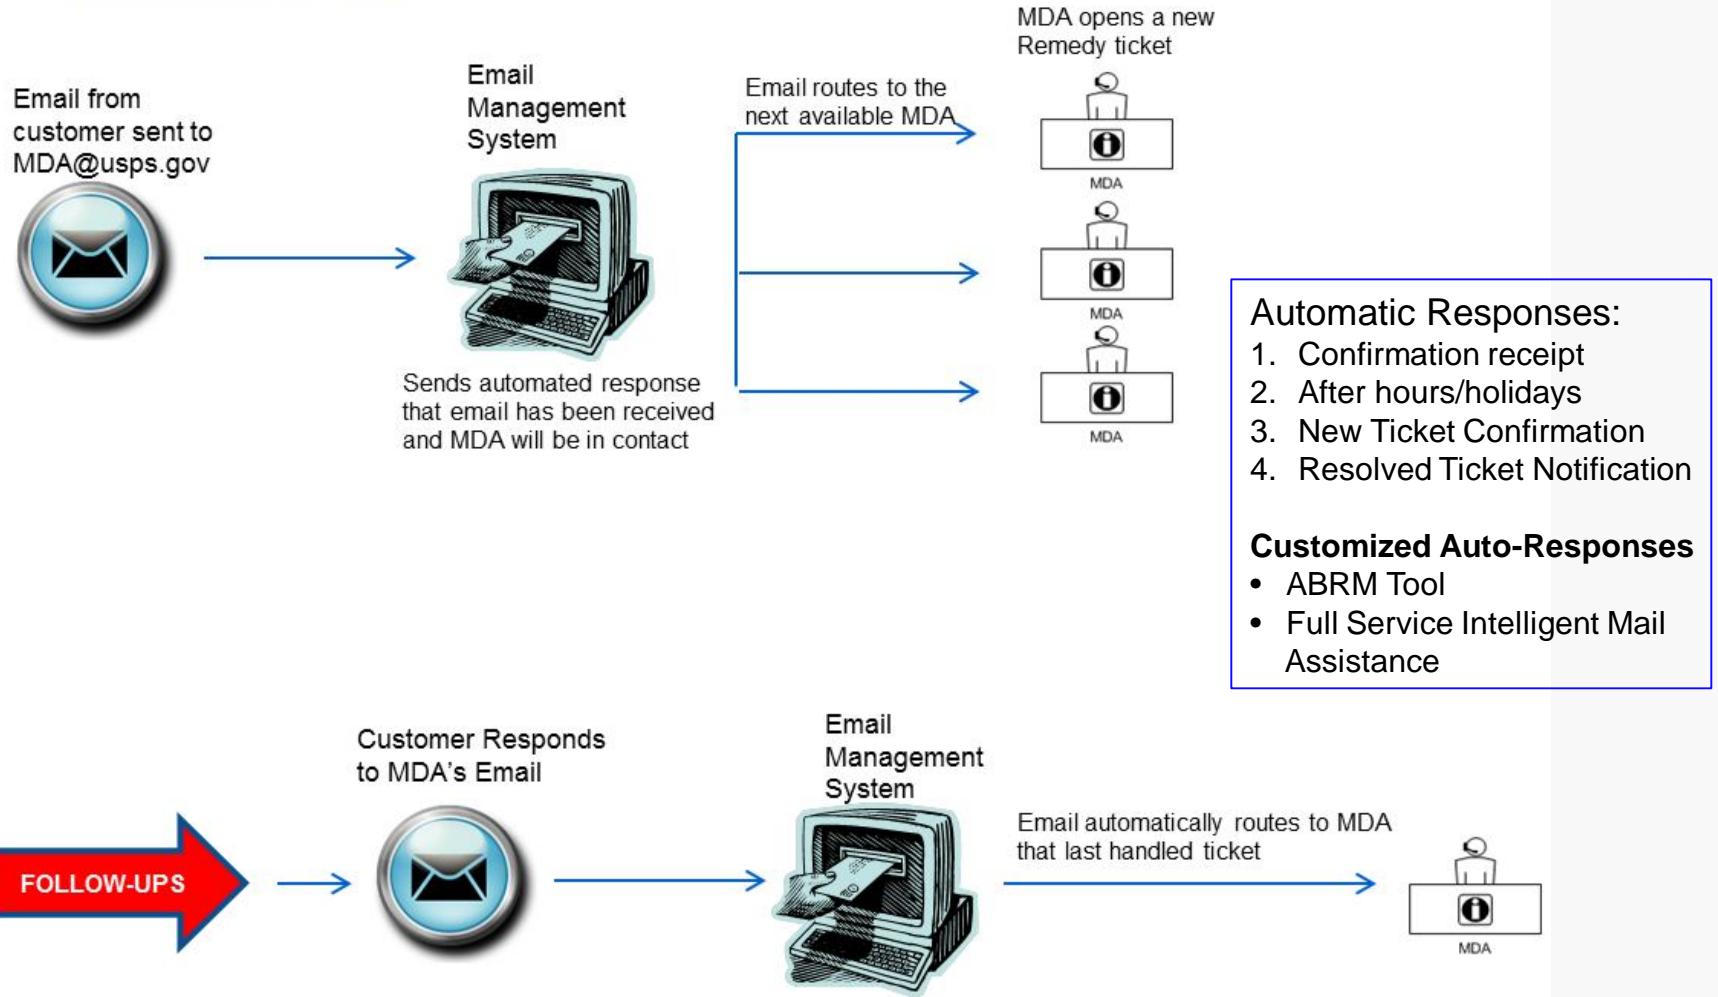 Email from
customer sent to
MDA@usps.gov
Email
Management
System
Sends automated response
that email has been received
and MDA will be in contact
Email routes to the
next available MDA
MDA opens a new
Remedy ticket
MDA
MDA
MDA
Automatic Responses:
1. Confirmation receipt
2. After hours/holidays
3. New Ticket Confirmation
4. Resolved Ticket Notification
Customized Auto-Responses
• ABRM Tool
• Full Service Intelligent Mail
Assistance
FOLLOW-UPS
Customer Responds
to MDA's Email
Email
Management
System
Email automatically routes to MDA
that last handled ticket
MDA